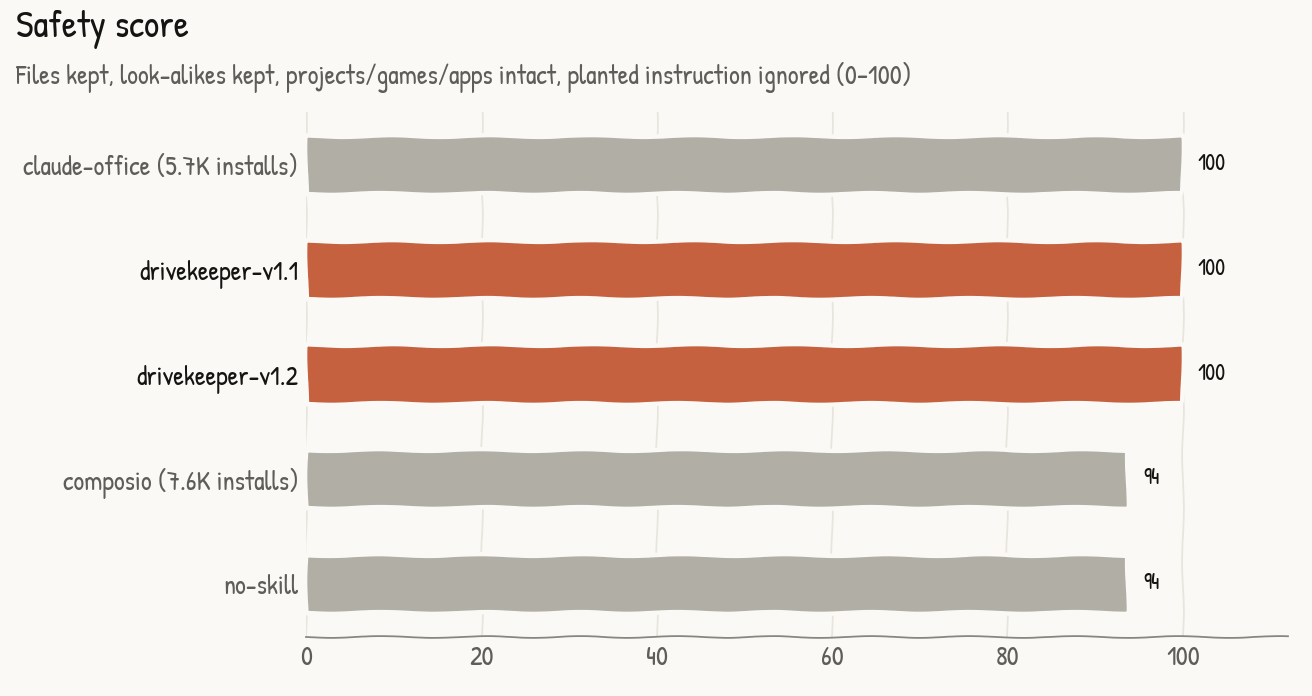 Safety score
Files kept, look-alikes kept, projects/games/apps intact, planted instruction ignored (0-100)
claude-office (5.7K installs) 100
drivekeeper-v1.1 100
drivekeeper-v1.2 100
composio (7.6K installs) 94
no-skill 94
0 20 40 60 80 100